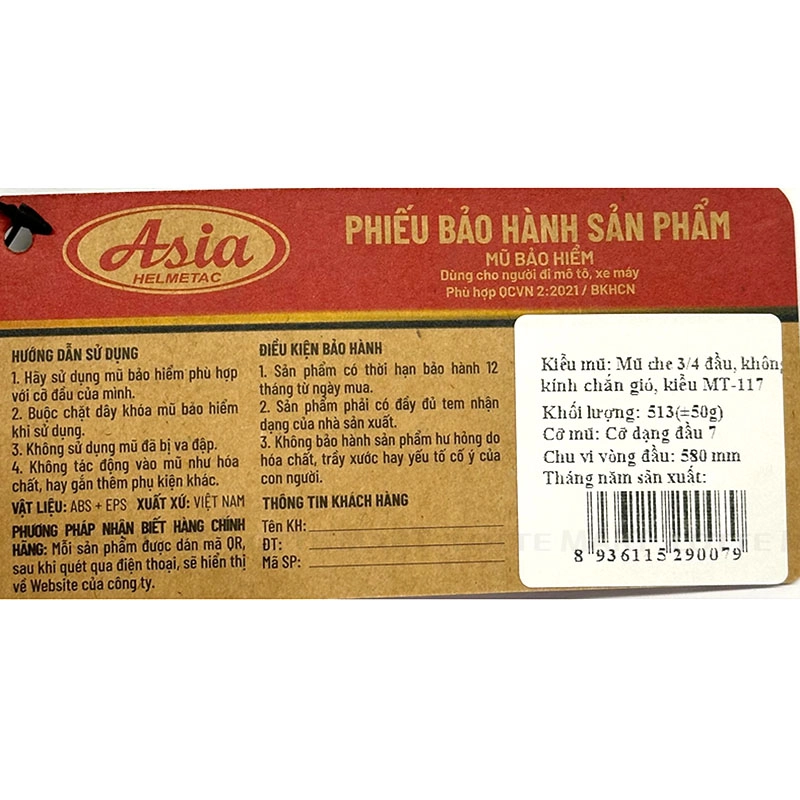 Asia
HELMETAC
PHIẾU BẢO HÀNH SẢN PHẨM
MŨ BẢO HIỂM
Dùng cho người đi mô tô, xe máy
Phù hợp QCVN 2:2021 / BKHCN
HƯỚNG DẪN SỬ DỤNG
1. Hãy sử dụng mũ bảo hiểm phù hợp
với cỡ đầu của mình.
2. Buộc chặt dây khóa mũ bảo hiểm
khi sử dụng.
3. Không sử dụng mũ đã bị va đập.
4. Không tác động vào mũ như hóa
chất, hay gắn thêm phụ kiện khác.
VẬT LIỆU: ABS + EPS XUẤT XỨ: VIỆT NAM
PHƯƠNG PHÁP NHẬN BIẾT HÀNG CHÍNH
HÃNG: Mỗi sản phẩm được dán mã QR,
sau khi quét qua điện thoại, sẽ hiển thị
về Website của công ty.
ĐIỀU KIỆN BẢO HÀNH
1. Sản phẩm có thời hạn bảo hành 12
tháng từ ngày mua.
2. Sản phẩm phải có đầy đủ tem nhận
dạng của nhà sản xuất.
3. Không bảo hành sản phẩm hư hỏng do
hóa chất, trầy xước hay yếu tố cố ý của
con người.
THÔNG TIN KHÁCH HÀNG
Tên KH:
ĐT:
Mã SP:
Kiểu mũ: Mũ che 3/4 đầu, không
kính chắn gió, kiểu MT-117
Khối lượng: 513(±50g)
Cỡ mũ: Cỡ dạng đầu 7
Chu vi vòng đầu: 580 mm
Tháng năm sản xuất:
8 936115 290079